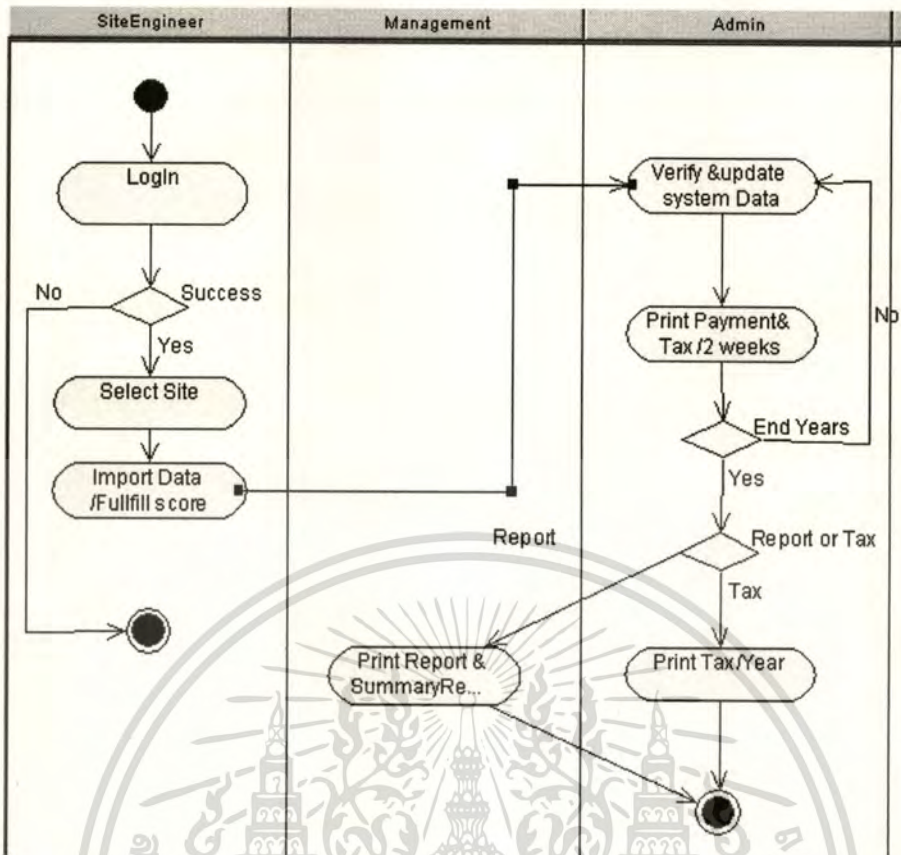 SiteEngineer
Management
Admin
LogIn
No
Success
Yes
Select Site
Import Data
/Fullfill score
Verify &update
system Data
Print Payment&
Tax /2 weeks
No
End Years
Yes
Report
Report or Tax
Tax
Print Report &
SummaryRe...
Print Tax/Year